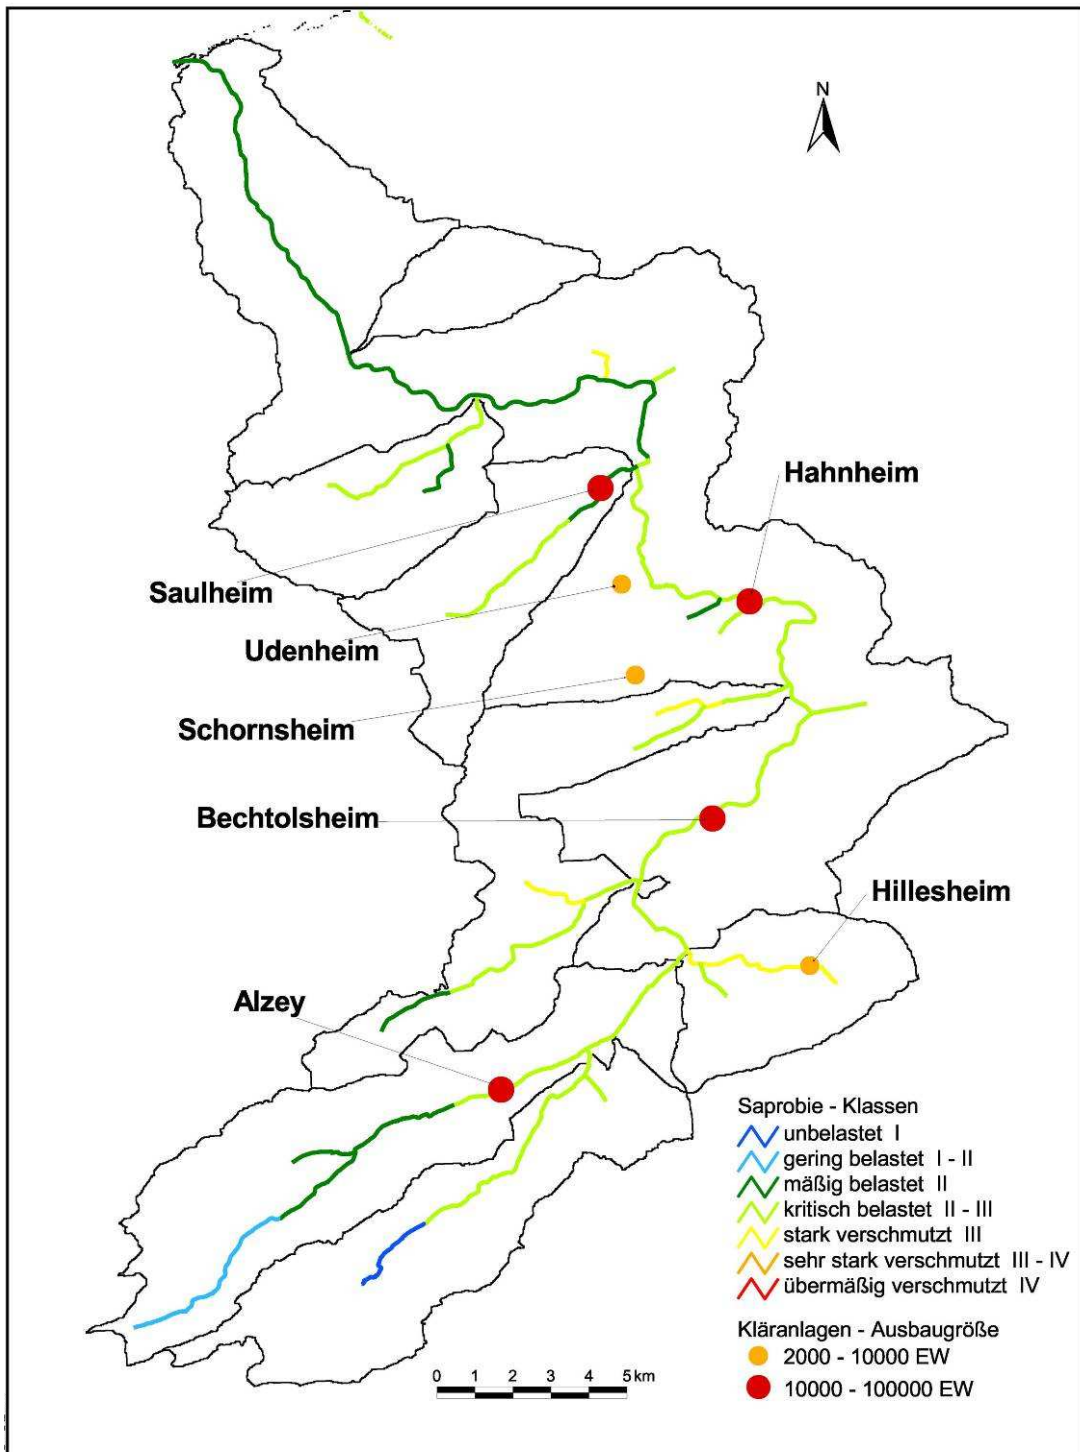 N
Hahnheim
Saulheim
Udenheim
Schornsheim
Bechtolsheim
Hillesheim
Alzey
Saprobie - Klassen
unbelastet I
gering belastet I - II
mäßig belastet II
kritisch belastet II - III
stark verschmutzt III
sehr stark verschmutzt III - IV
übermäßig verschmutzt IV
Kläranlagen - Ausbaugröße
2000 - 10000 EW
10000 - 100000 EW
0 1 2 3 4 5 km